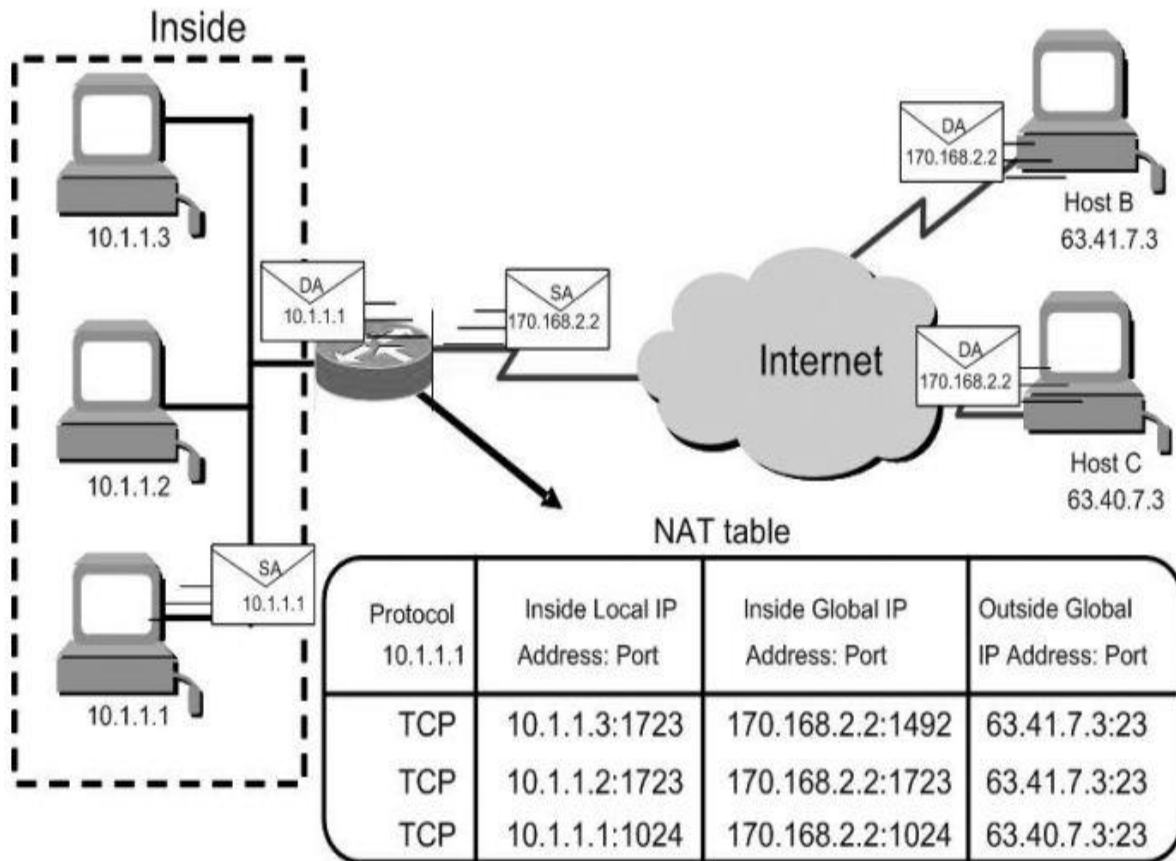 Inside
10.1.1.3
10.1.1.2
SA
10.1.1.1
10.1.1.1
DA
10.1.1.1
SA
170.168.2.2
Internet
DA
170.168.2.2
Host B
63.41.7.3
DA
170.168.2.2
Host C
63.40.7.3
NAT table
Protocol 10.1.1.1 Inside Local IP Address: Port Inside Global IP Address: Port Outside Global IP Address: Port
TCP 10.1.1.3:1723 170.168.2.2:1492 63.41.7.3:23
TCP 10.1.1.2:1723 170.168.2.2:1723 63.41.7.3:23
TCP 10.1.1.1:1024 170.168.2.2:1024 63.40.7.3:23